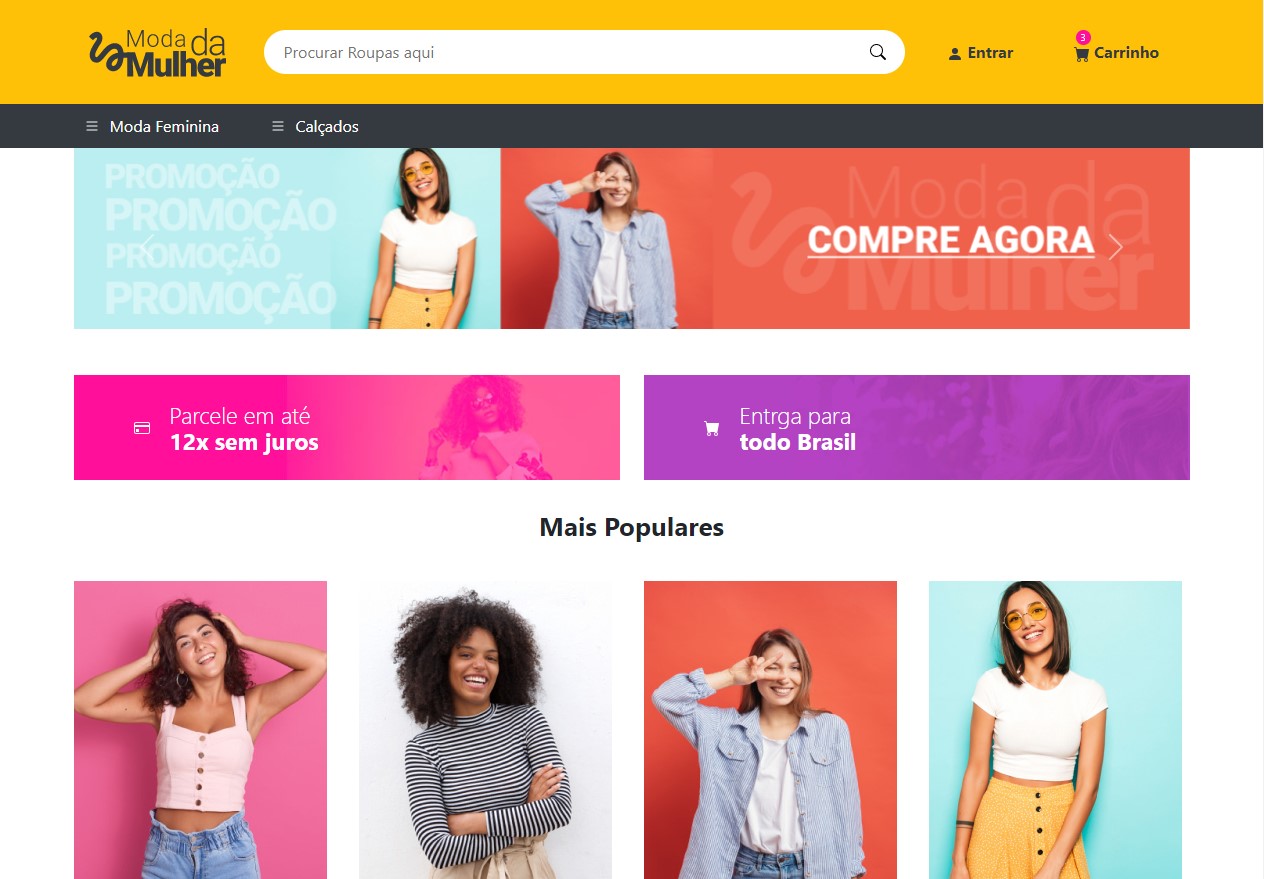 Moda da
Mulher
Procurar Roupas aqui
Entrar
3
Carrinho
Moda Feminina
Calçados
PROMOÇÃO
PROMOÇÃO
PROMOÇÃO
PROMOÇÃO
Moda da
Mulher
COMPRE AGORA
Parcele em até
12x sem juros
Entrga para
todo Brasil
Mais Populares